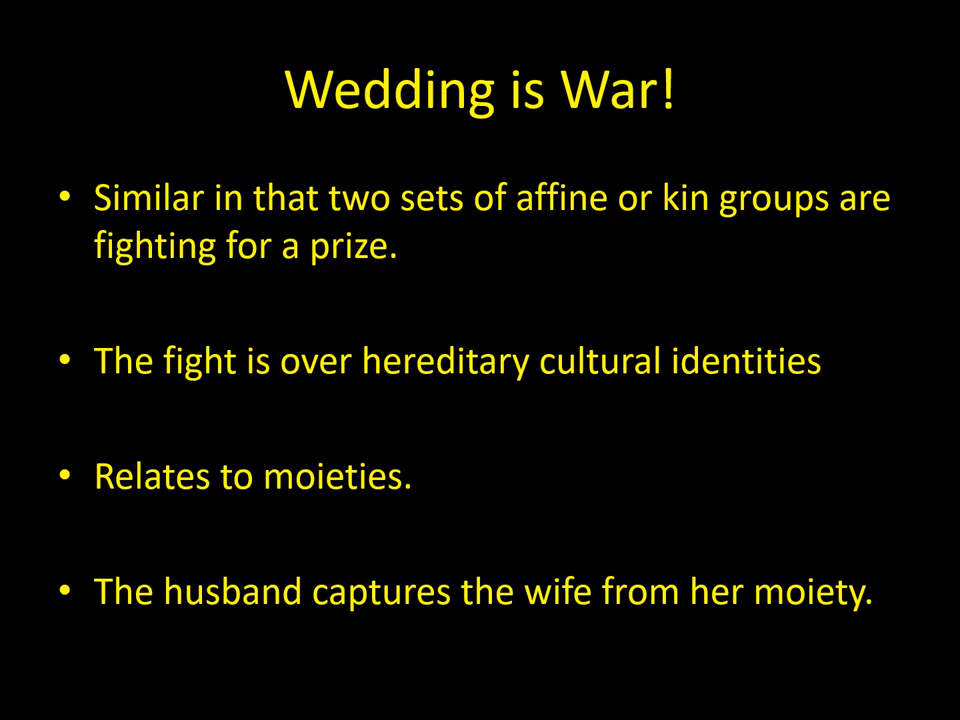 Wedding is War!
• Similar in that two sets of affine or kin groups are
fighting for a prize.
• The fight is over hereditary cultural identities
• Relates to moieties.
• The husband captures the wife from her moiety.